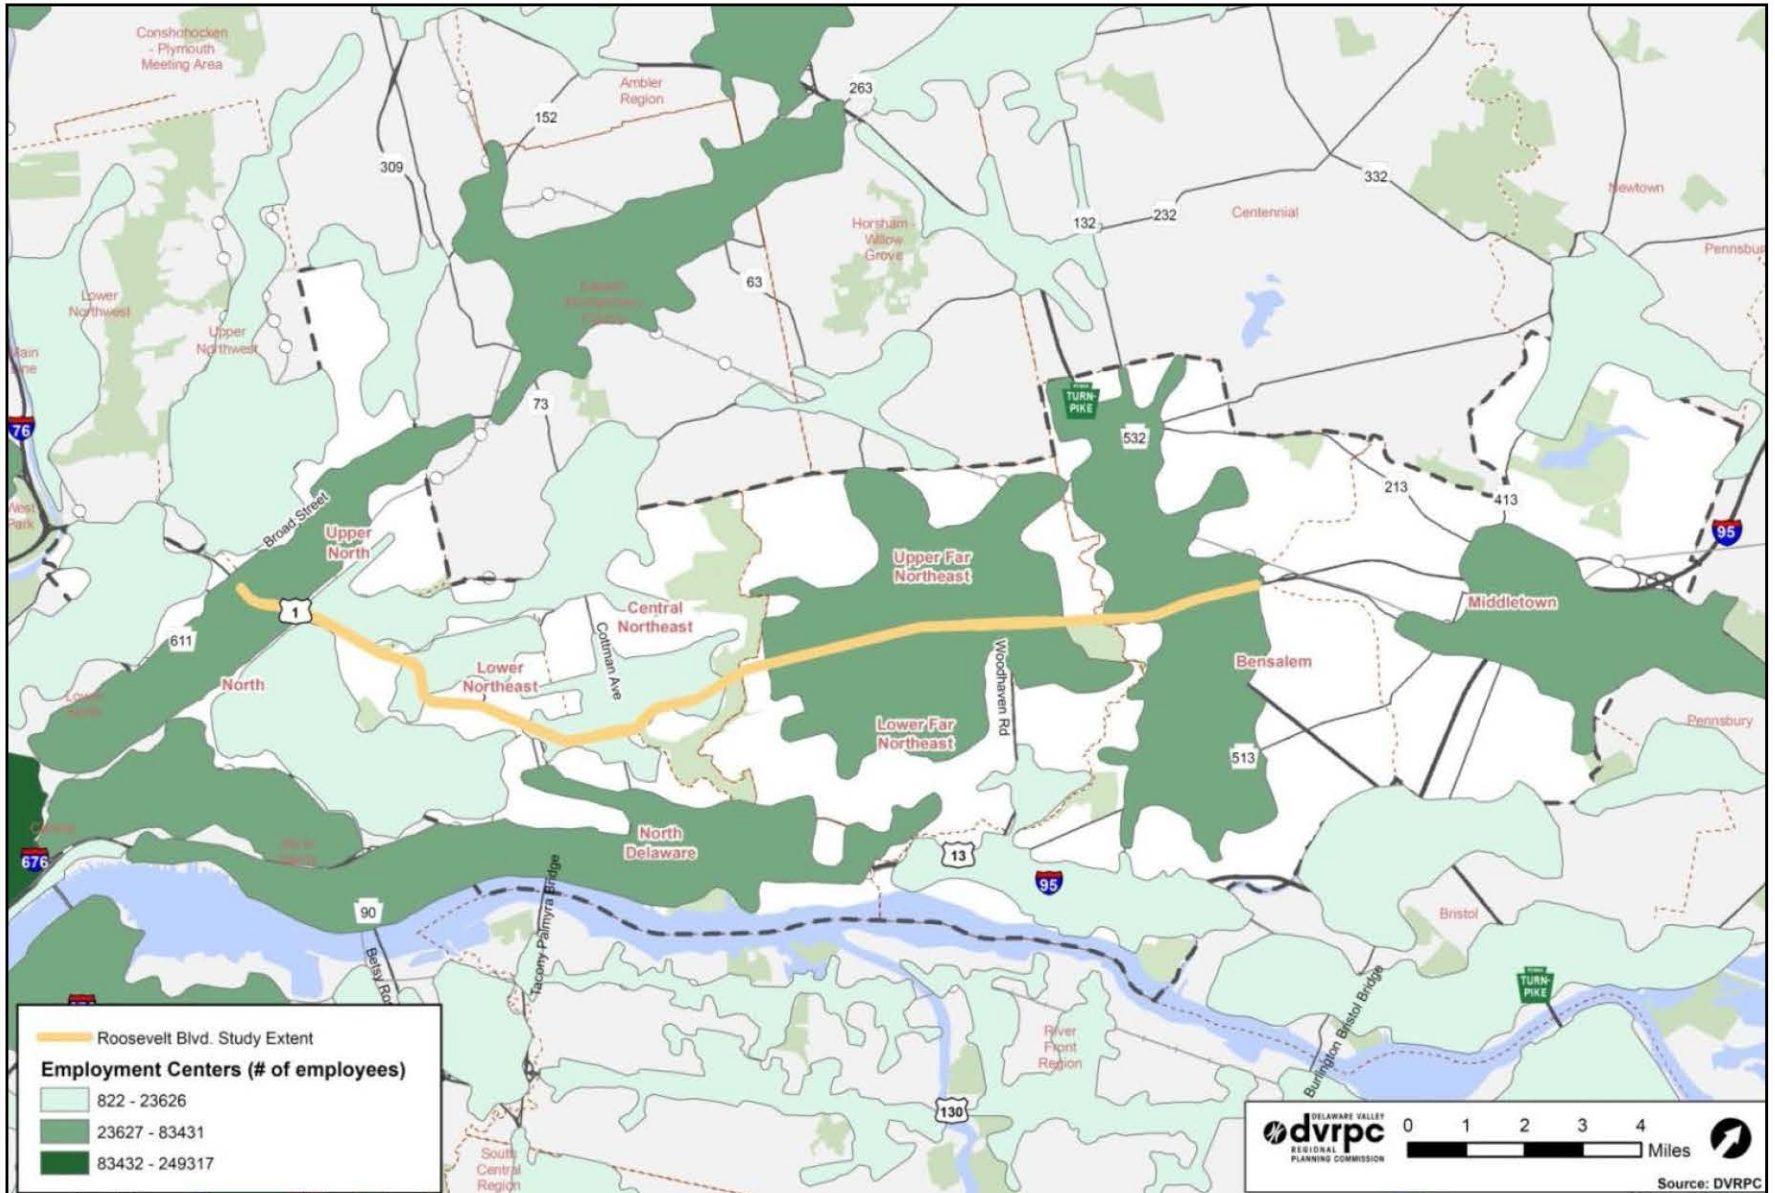 Conshohocken
- Plymouth
Meeting Area
Ambler
Region
263
152
309
332
Newtown
132
232
Centennial
Horsham -
Willow
Grove
63
Lower
Northwest
Upper
Northwest
73
TURN-
PIKE
532
76
213
413
95
Broad Street
Upper
North
Upper Far
Northeast
1
Central
Northeast
Middletown
611
Cottman Ave
Lower
Northeast
Woodhaven Rd
Bensalem
North
Lower Far
Northeast
Pennsbury
513
North
Delaware
13
676
95
90
Tacony Palmyra Bridge
Bristol
TURN-
PIKE
River
Front
Region
Burlington Bristol Bridge
130
South
Central
Region
Roosevelt Blvd. Study Extent
Employment Centers (# of employees)
822 - 23626
23627 - 83431
83432 - 249317
DELAWARE VALLEY
dvrpc
REGIONAL
PLANNING COMMISSION
0 1 2 3 4
Miles
Source: DVRPC